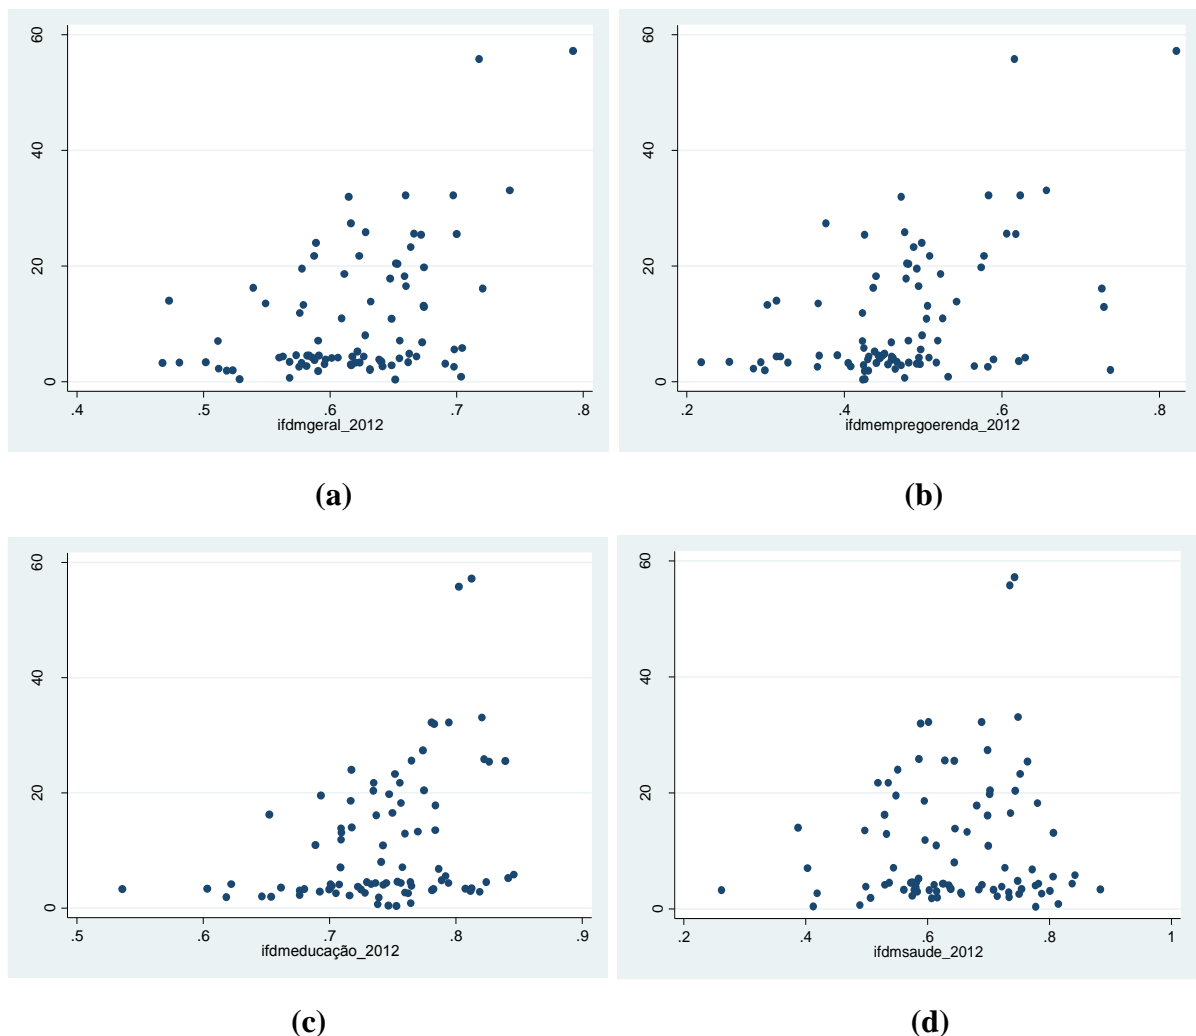 60
40
20
0
.4 .5 .6 .7 .8
ifdmgeral_2012
(a)
60
40
20
0
.2 .4 .6 .8
ifdmempregoerenda_2012
(b)
60
40
20
0
.5 .6 .7 .8 .9
ifdmeducação_2012
(c)
60
40
20
0
.2 .4 .6 .8 1
ifdmsaude_2012
(d)